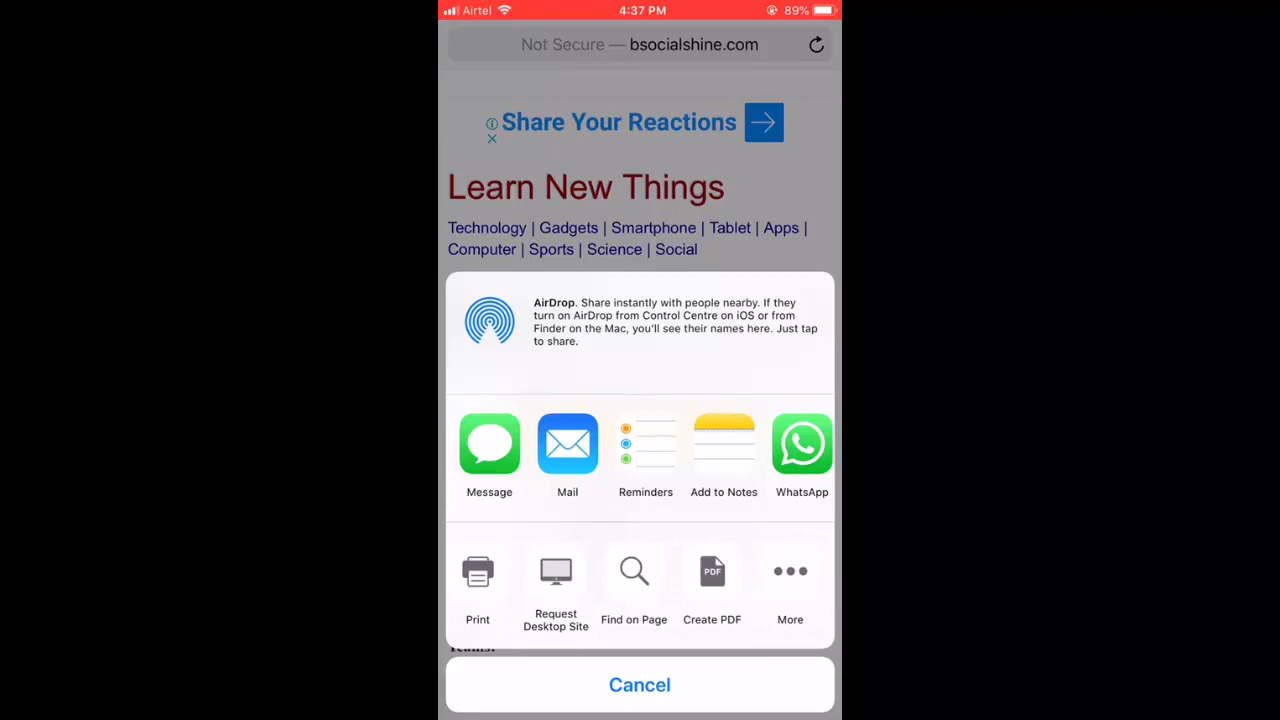 Airtel 4:37 PM 89%
Not Secure — bsocialshine.com
Share Your Reactions
Learn New Things
Technology | Gadgets | Smartphone | Tablet | Apps |
Computer | Sports | Science | Social
AirDrop. Share instantly with people nearby. If they
turn on AirDrop from Control Centre on iOS or from
Finder on the Mac, you'll see their names here. Just tap
to share.
Message Mail Reminders Add to Notes WhatsApp
PDF
Print Request Desktop Site Find on Page Create PDF More
Cancel